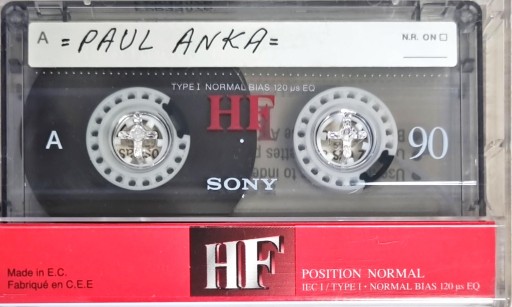 A =PAUL ANKA= N.R. ON
TYPE I NORMAL BIAS 120 µs EQ
HF
A 90
SONY
HF
Made in E.C. POSITION NORMAL
Fabriqué en C.E.E IEC I / TYPE I · NORMAL BIAS 120 µs EQ